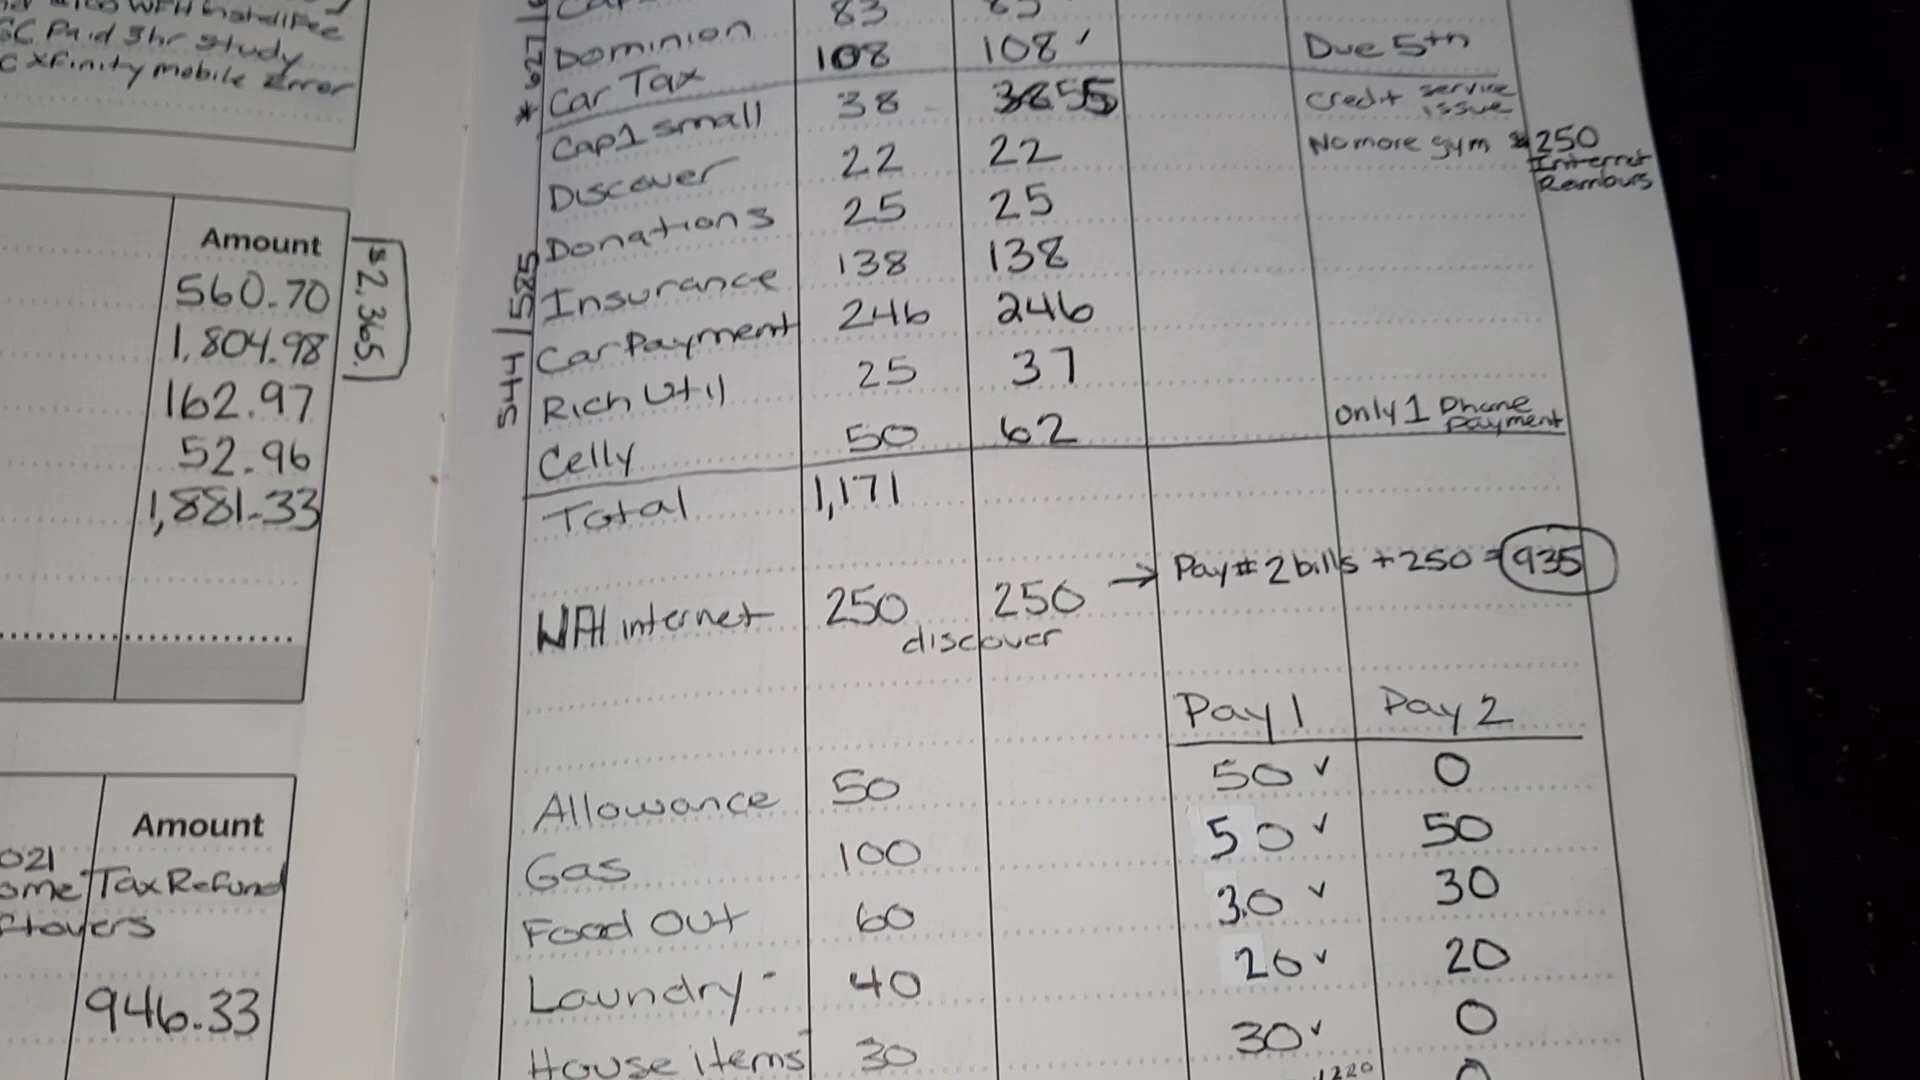 WFH Install Fee
SC Paid 3hr Study
C Xfinity mobile Error
Amount
560.70
1,804.98
162.97
52.96
1,881.33
$2,365.
Amount
021
ome Tax Refund
ftovers
946.33
* 627
544 | 585
83
Dominion 108 108 ✓ Due 5th
Car Tax 38 55 credit service issue
Cap1 small 22 22 No more gym 250 Internet Reimburs
Discover 25 25
Donations 138 138
Insurance 246 246
Car Payment 25 37
Rich Util 50 62 only 1 Phone payment
Celly
Total 1,171
WFH internet 250 250 → Pay #2 bills + 250 = 935
discover
Pay 1 Pay 2
Allowance 50 50 ✓ 0
Gas 100 50 ✓ 50
Food Out 60 30 ✓ 30
Laundry - 40 20 ✓ 20
House items 30 30 ✓ 0